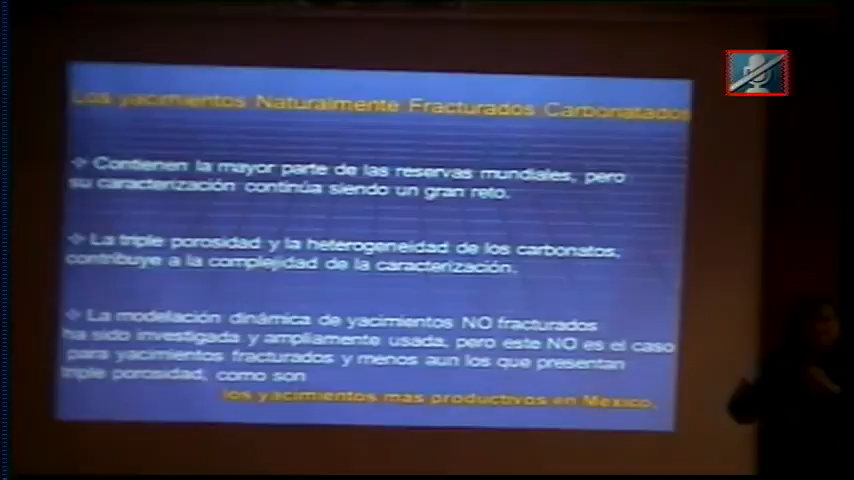 Los yacimientos Naturalmente Fracturados Carbonatados
❖ Contienen la mayor parte de las reservas mundiales, pero
su caracterización continúa siendo un gran reto.
❖ La triple porosidad y la heterogeneidad de los carbonatos,
contribuye a la complejidad de la caracterización.
❖ La modelación dinámica de yacimientos NO fracturados
ha sido investigada y ampliamente usada, pero este NO es el caso
para yacimientos fracturados y menos aun los que presentan
triple porosidad, como son
los yacimientos mas productivos en Mexico.